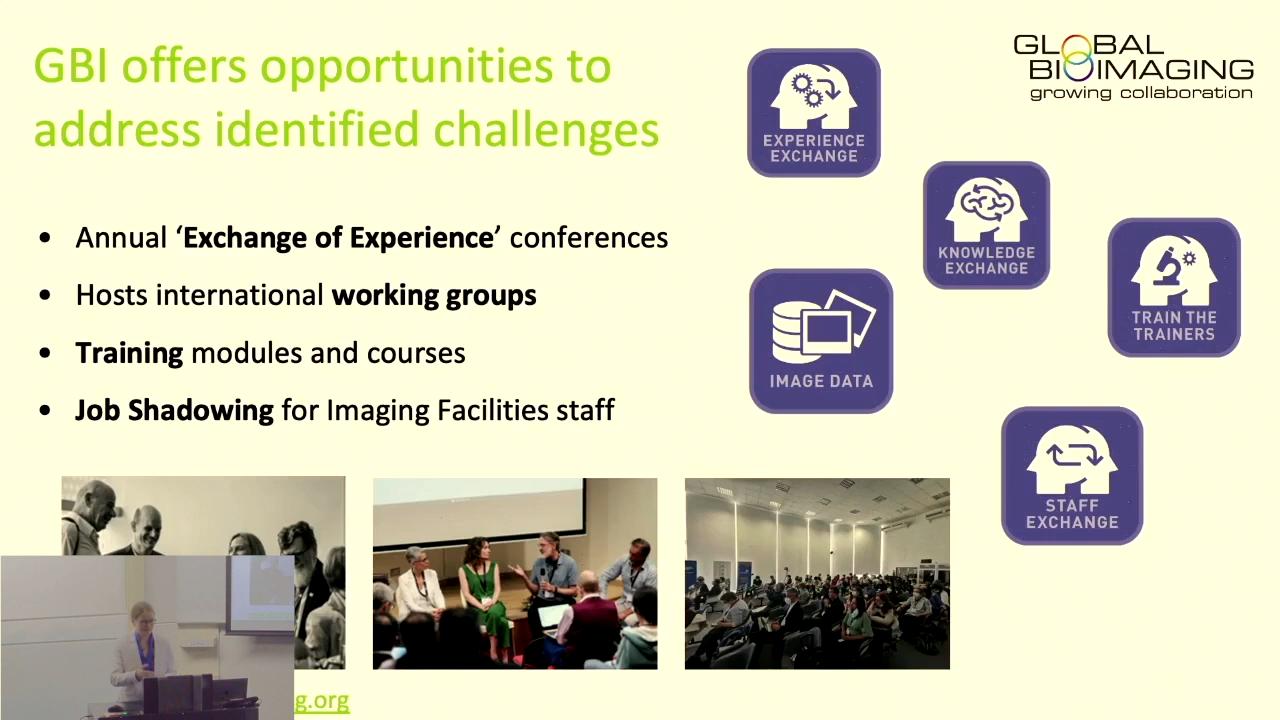 GBI offers opportunities to
address identified challenges
GLOBAL
BIOIMAGING
growing collaboration
EXPERIENCE
EXCHANGE
KNOWLEDGE
EXCHANGE
TRAIN THE
TRAINERS
IMAGE DATA
STAFF
EXCHANGE
• Annual ‘Exchange of Experience’ conferences
• Hosts international working groups
• Training modules and courses
• Job Shadowing for Imaging Facilities staff
g.org